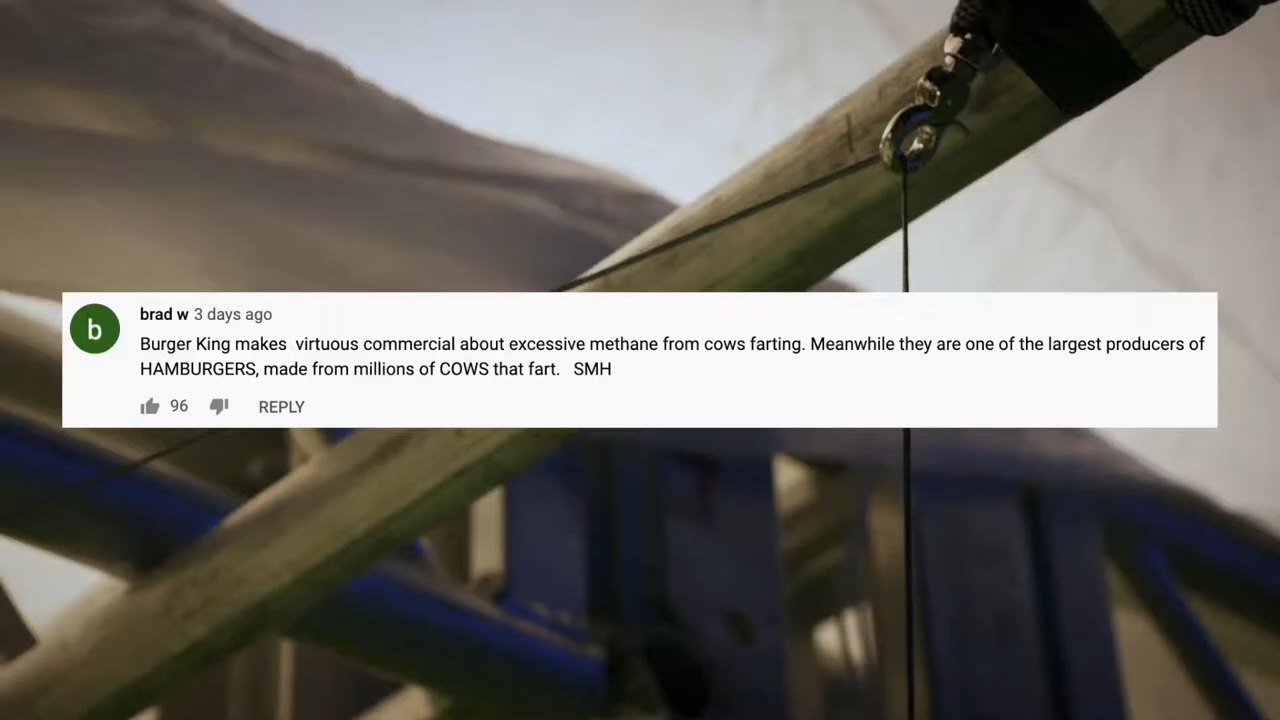 b
brad w 3 days ago
Burger King makes  virtuous commercial about excessive methane from cows farting. Meanwhile they are one of the largest producers of
HAMBURGERS, made from millions of COWS that fart.   SMH
96 REPLY